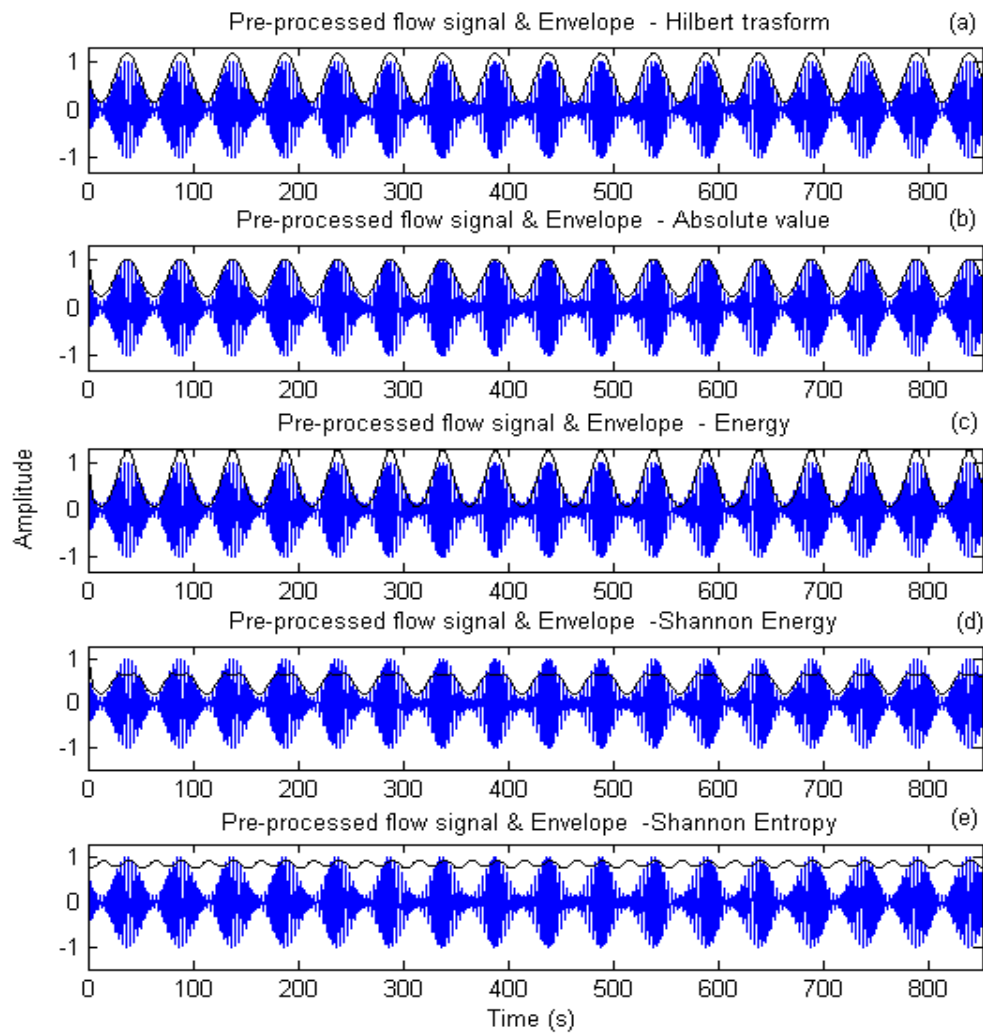 Pre-processed flow signal & Envelope - Hilbert trasform (a)
1
0
-1
0 100 200 300 400 500 600 700 800
Pre-processed flow signal & Envelope - Absolute value (b)
1
0
-1
0 100 200 300 400 500 600 700 800
Pre-processed flow signal & Envelope - Energy (c)
Amplitude
1
0
-1
0 100 200 300 400 500 600 700 800
Pre-processed flow signal & Envelope -Shannon Energy (d)
1
0
-1
0 100 200 300 400 500 600 700 800
Pre-processed flow signal & Envelope -Shannon Entropy (e)
1
0
-1
0 100 200 300 400 500 600 700 800
Time (s)